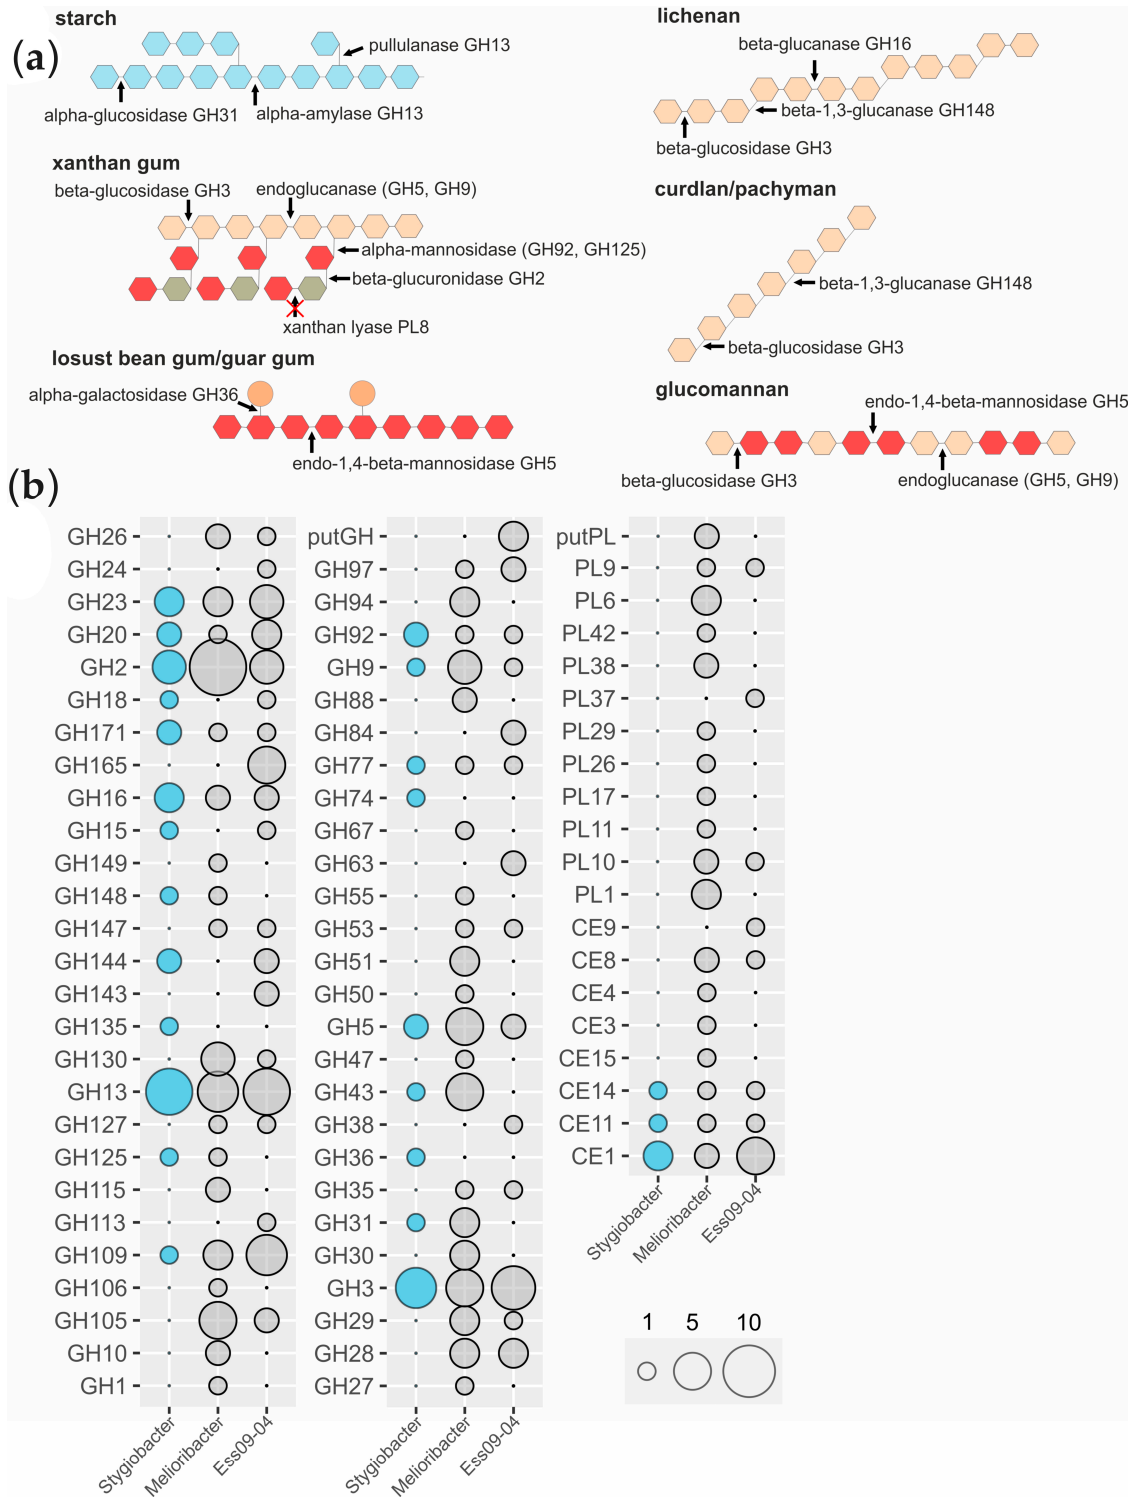 (a)
starch
pullulanase GH13
alpha-glucosidase GH31
alpha-amylase GH13
lichenan
beta-glucanase GH16
beta-1,3-glucanase GH148
beta-glucosidase GH3
xanthan gum
beta-glucosidase GH3
endoglucanase (GH5, GH9)
alpha-mannosidase (GH92, GH125)
beta-glucuronidase GH2
xanthan lyase PL8
curdlan/pachyman
beta-1,3-glucanase GH148
beta-glucosidase GH3
losust bean gum/guar gum
alpha-galactosidase GH36
endo-1,4-beta-mannosidase GH5
glucomannan
endo-1,4-beta-mannosidase GH5
beta-glucosidase GH3
endoglucanase (GH5, GH9)
(b)
GH26
GH24
GH23
GH20
GH2
GH18
GH171
GH165
GH16
GH15
GH149
GH148
GH147
GH144
GH143
GH135
GH130
GH13
GH127
GH125
GH115
GH113
GH109
GH106
GH105
GH10
GH1
Stygiobacter
Melioribacter
Ess09-04
putGH
GH97
GH94
GH92
GH9
GH88
GH84
GH77
GH74
GH67
GH63
GH55
GH53
GH51
GH50
GH5
GH47
GH43
GH38
GH36
GH35
GH31
GH30
GH3
GH29
GH28
GH27
Stygiobacter
Melioribacter
Ess09-04
putPL
PL9
PL6
PL42
PL38
PL37
PL29
PL26
PL17
PL11
PL10
PL1
CE9
CE8
CE4
CE3
CE15
CE14
CE11
CE1
Stygiobacter
Melioribacter
Ess09-04
1 5 10